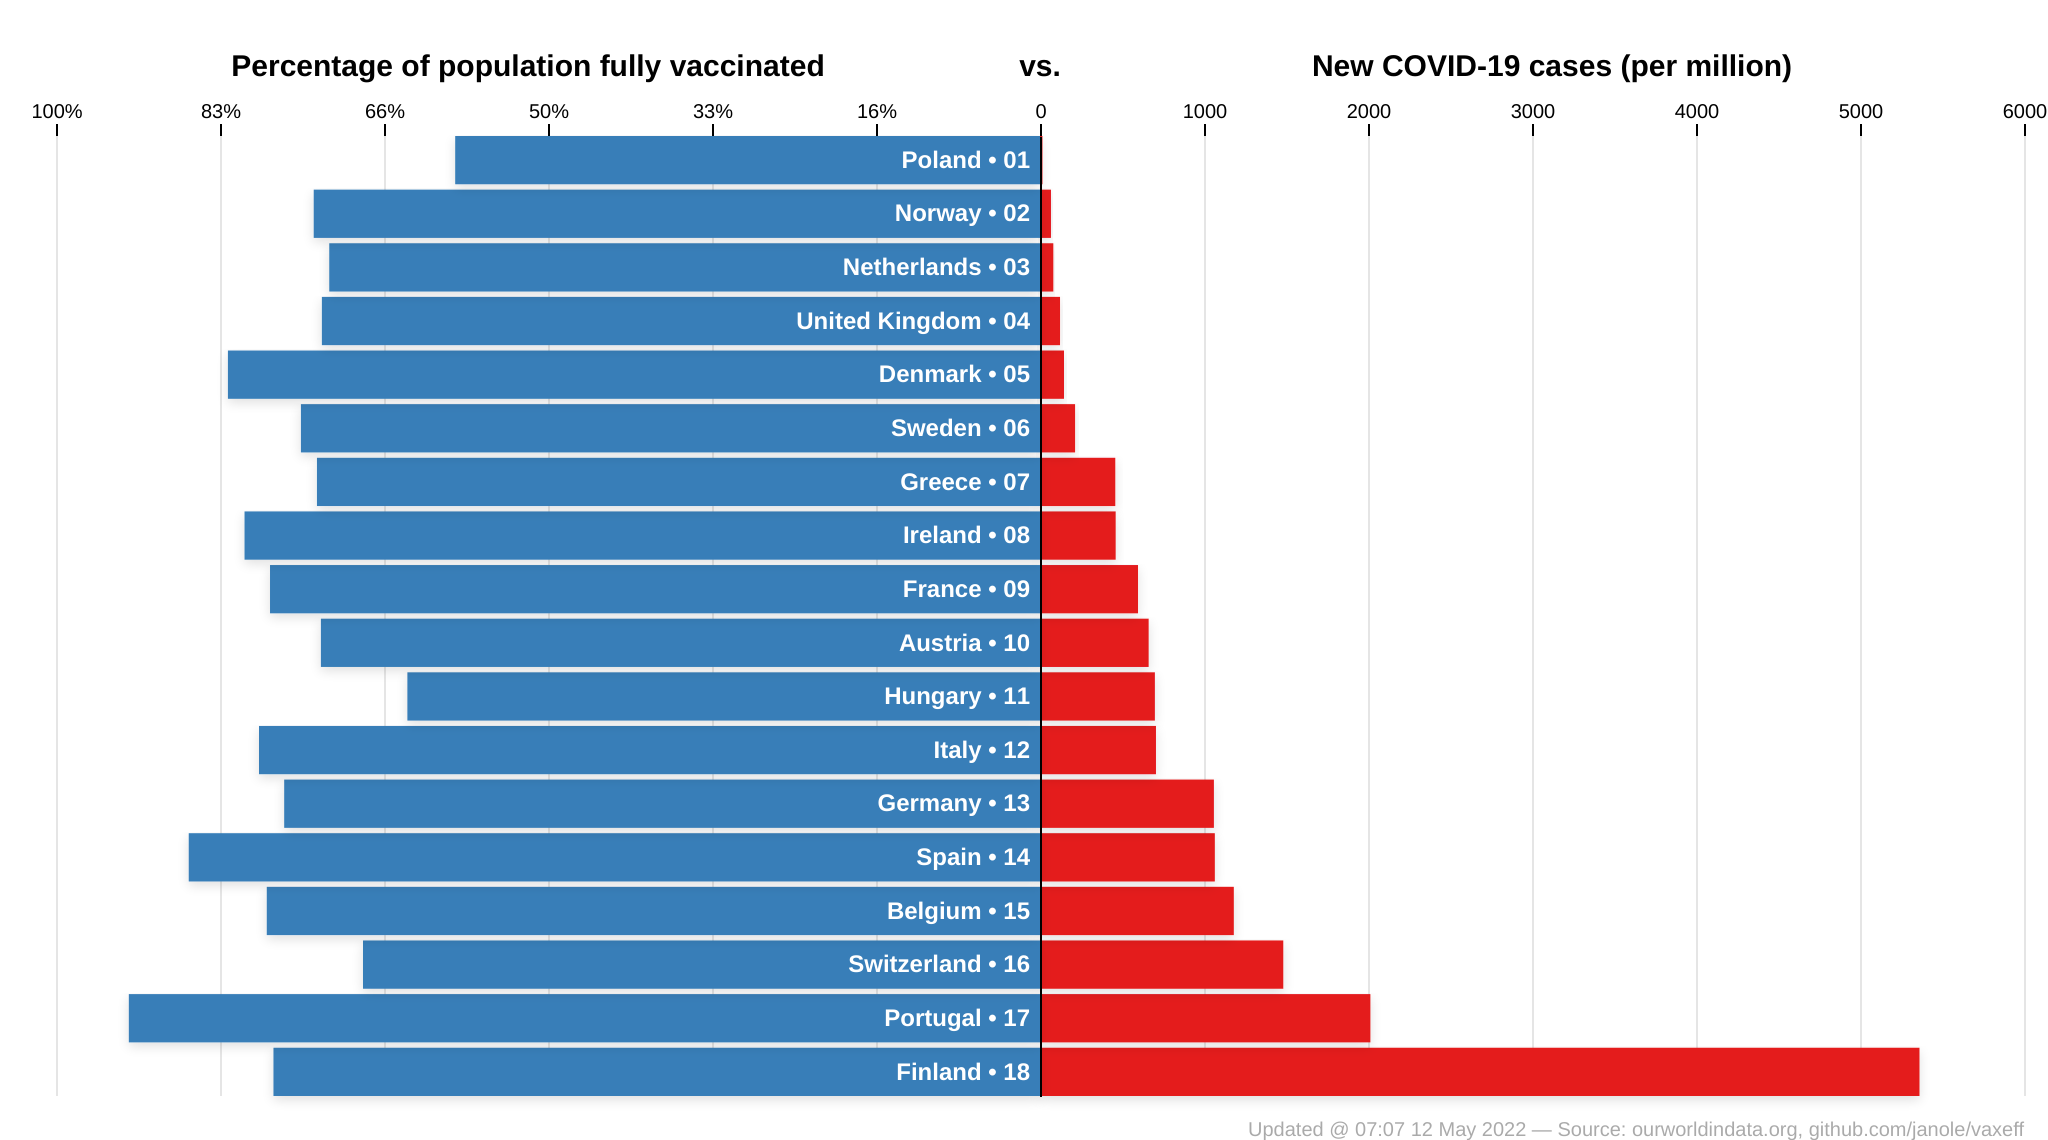 Percentage of population fully vaccinated vs. New COVID-19 cases (per million)
100% 83% 66% 50% 33% 16% 0 1000 2000 3000 4000 5000 6000
Poland • 01
Norway • 02
Netherlands • 03
United Kingdom • 04
Denmark • 05
Sweden • 06
Greece • 07
Ireland • 08
France • 09
Austria • 10
Hungary • 11
Italy • 12
Germany • 13
Spain • 14
Belgium • 15
Switzerland • 16
Portugal • 17
Finland • 18
Updated @ 07:07 12 May 2022 — Source: ourworldindata.org, github.com/janole/vaxeff